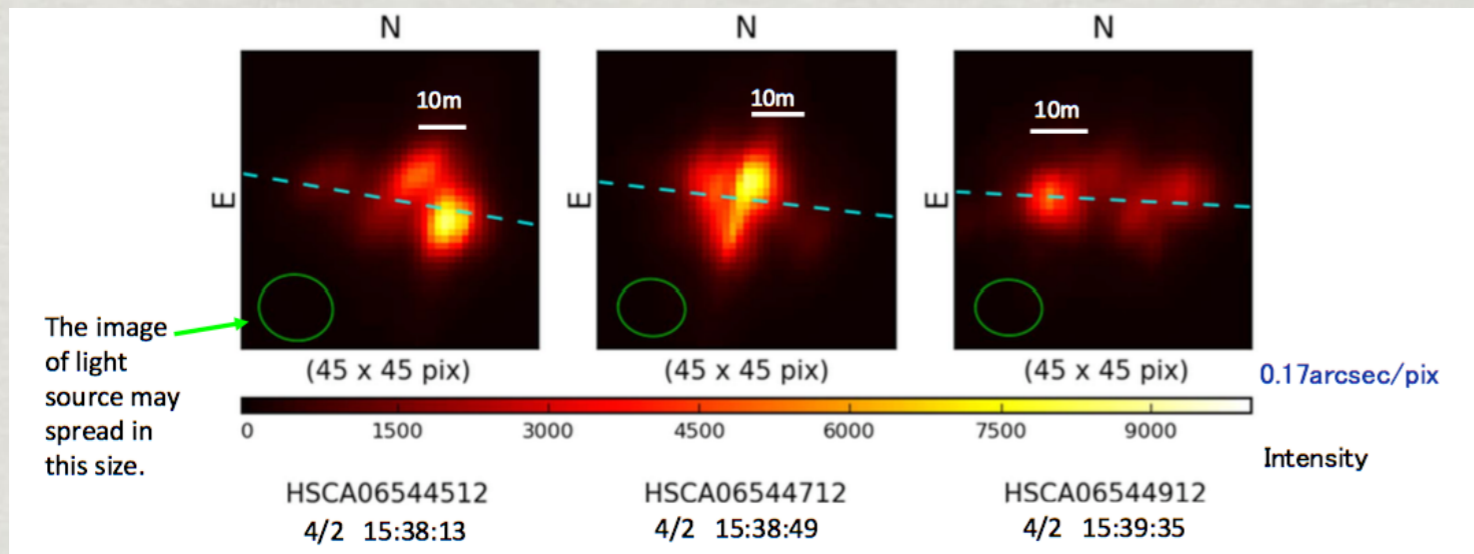 N N N
10m 10m 10m
E E E
The image
of light
source may
spread in
this size.
(45 x 45 pix) (45 x 45 pix) (45 x 45 pix) 0.17arcsec/pix
0 1500 3000 4500 6000 7500 9000
Intensity
HSCA06544512 HSCA06544712 HSCA06544912
4/2 15:38:13 4/2 15:38:49 4/2 15:39:35